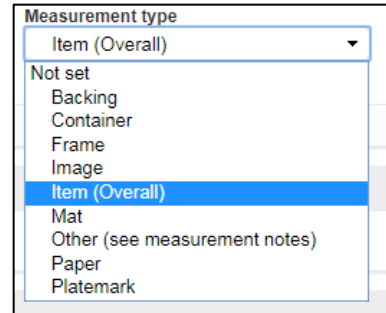 Measurement type
Item (Overall)
Not set
Backing
Container
Frame
Image
Item (Overall)
Mat
Other (see measurement notes)
Paper
Platemark